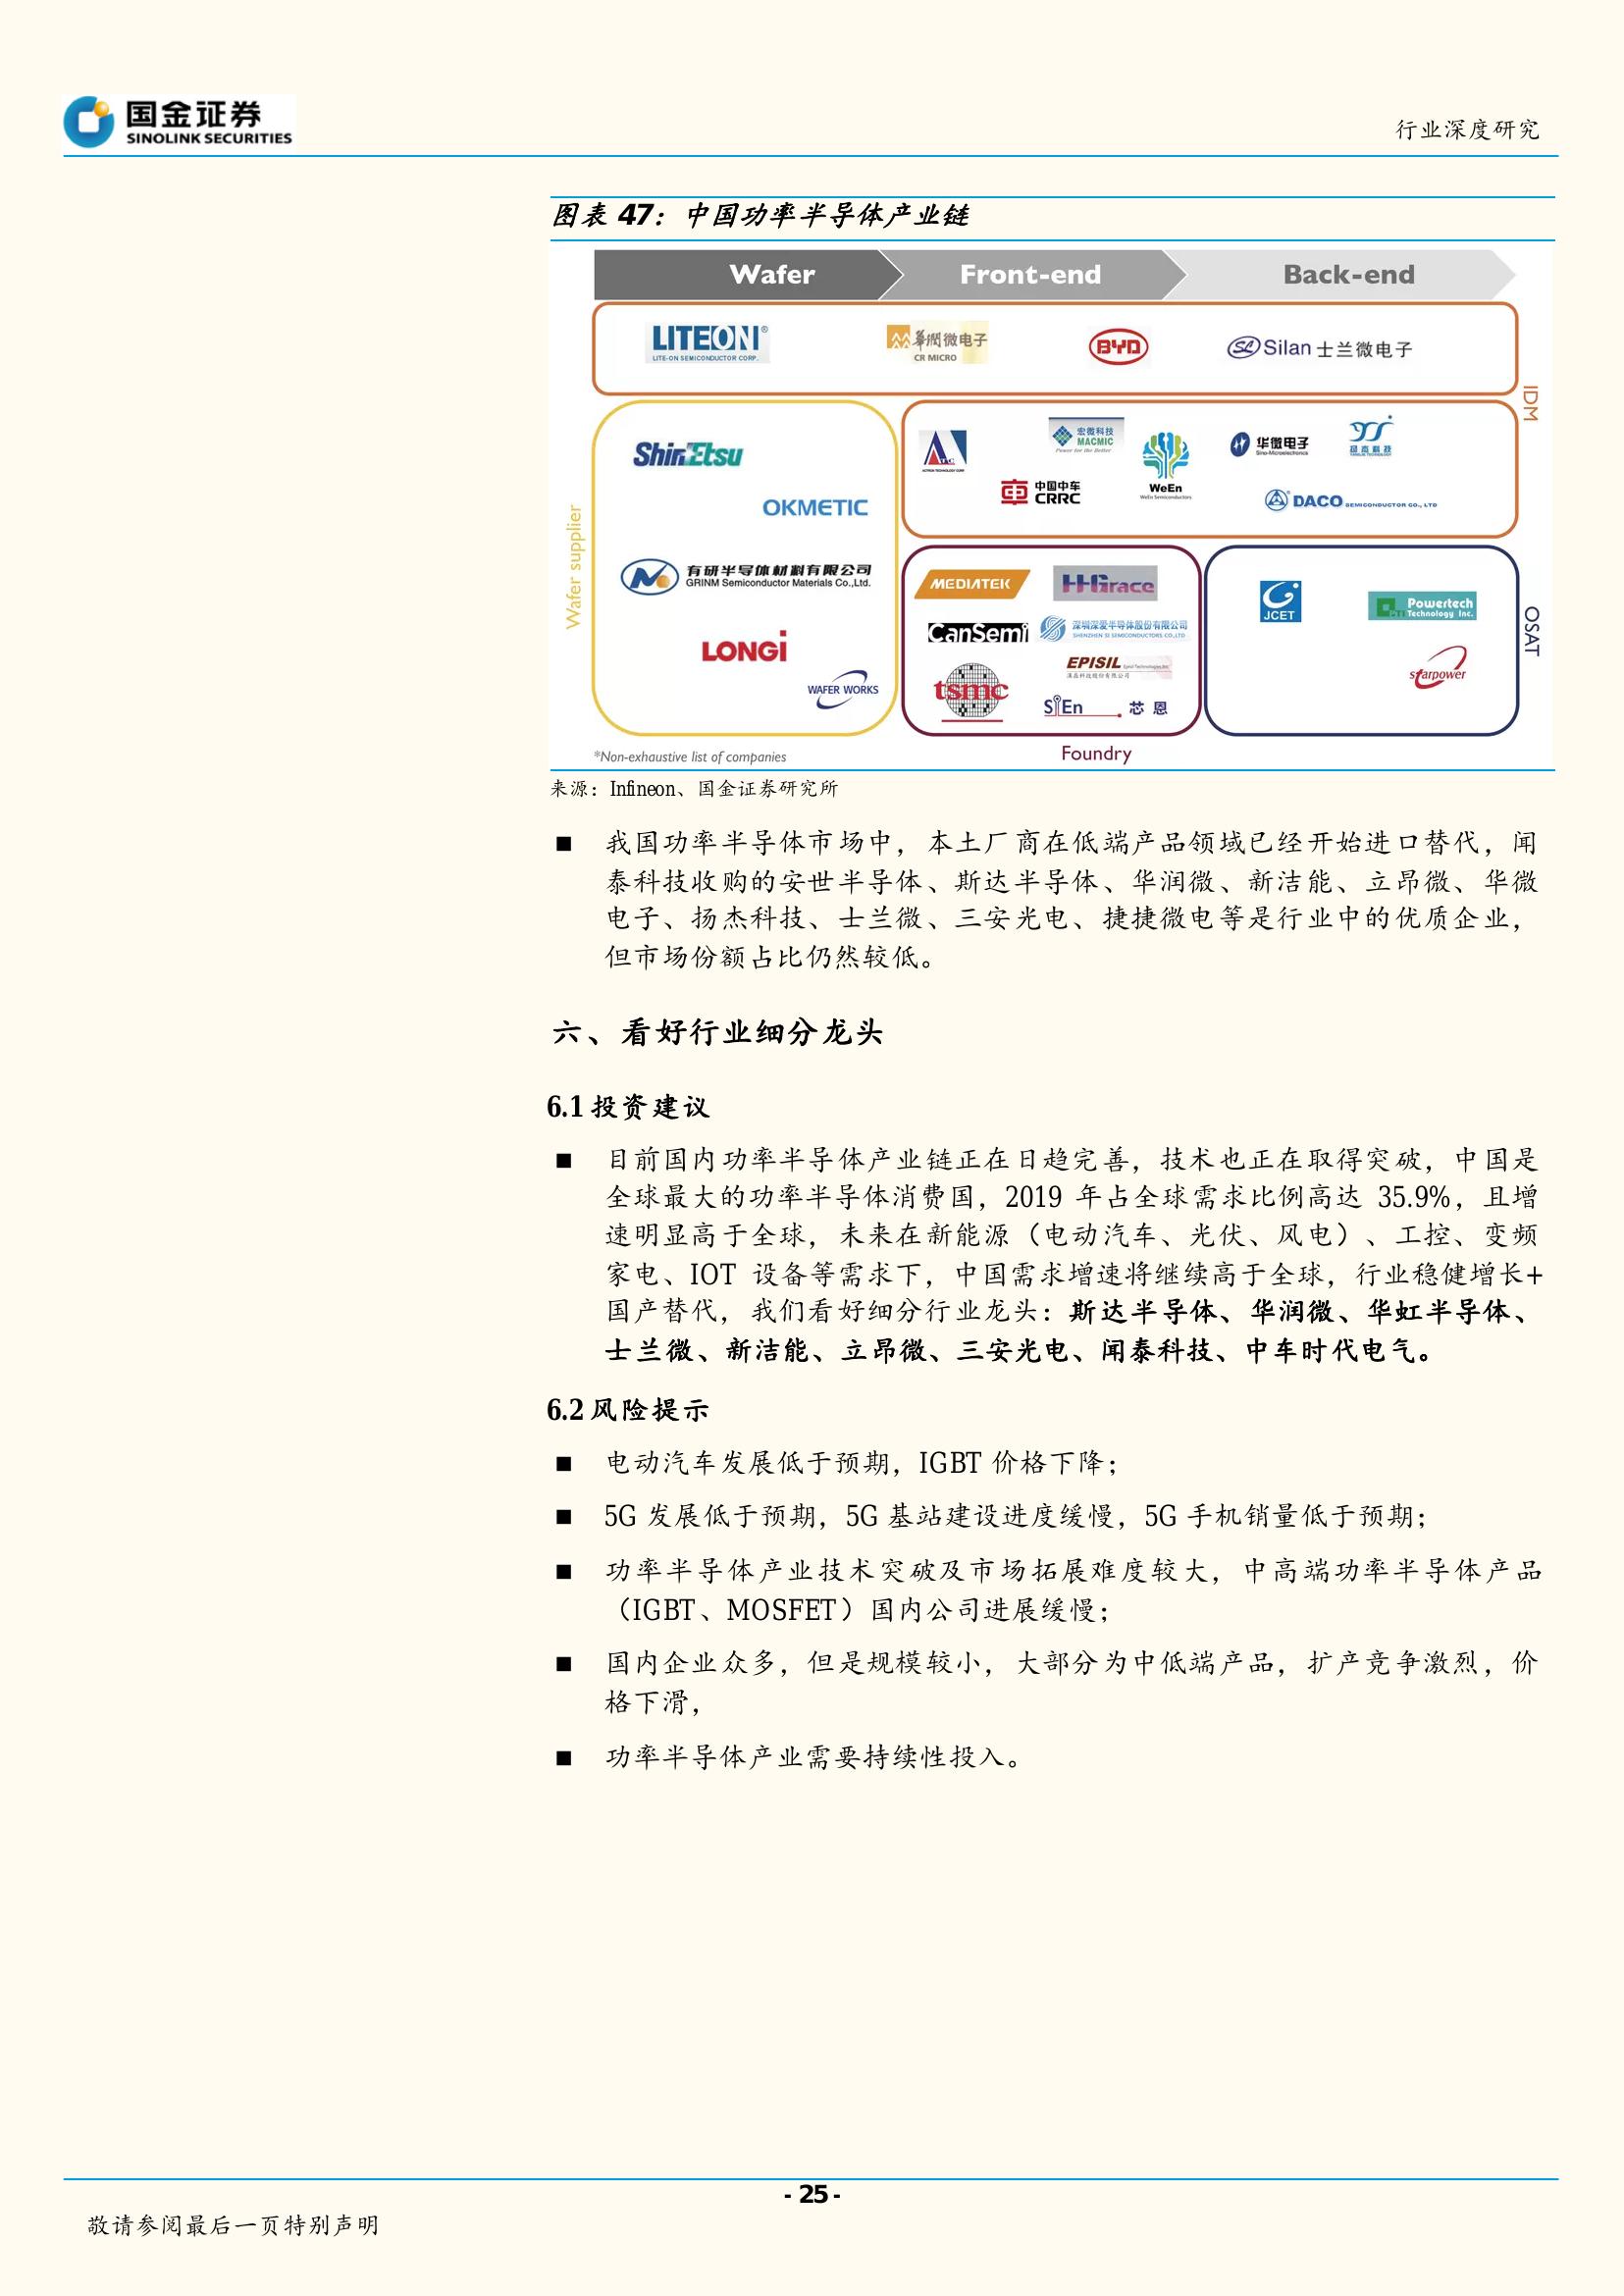 国金证券
SINOLINK SECURITIES
行业深度研究
图表 47：中国功率半导体产业链
Wafer
Front-end
Back-end
LITEON®
LITE-ON SEMICONDUCTOR CORP.
華潤微电子
CR MICRO
BYD
Silan 士兰微电子
IDM
ShinEtsu
OKMETIC
有研半导体材料有限公司
GRINM Semiconductor Materials Co.,Ltd.
LONGi
WAFER WORKS
Wafer supplier
宏微科技
MACMIC
Power for the Better
中国中车
CRRC
WeEn
WeEn Semiconductors
华微电子
Sino-Microelectronics
DACO SEMICONDUCTOR CO., LTD
MEDIATEK
HHGrace
CanSemi
深圳深爱半导体股份有限公司
SHENZHEN SI SEMICONDUCTORS CO.,LTD
tsmc
EPISIL Episil Technologies Inc.
SiEn 芯恩
Foundry
JCET
Powertech
Technology Inc.
starpower
OSAT
*Non-exhaustive list of companies
来源：Infineon、国金证券研究所
■ 我国功率半导体市场中，本土厂商在低端产品领域已经开始进口替代，闻
泰科技收购的安世半导体、斯达半导体、华润微、新洁能、立昂微、华微
电子、扬杰科技、士兰微、三安光电、捷捷微电等是行业中的优质企业，
但市场份额占比仍然较低。
六、看好行业细分龙头
6.1 投资建议
■ 目前国内功率半导体产业链正在日趋完善，技术也正在取得突破，中国是
全球最大的功率半导体消费国，2019 年占全球需求比例高达 35.9%，且增
速明显高于全球，未来在新能源（电动汽车、光伏、风电）、工控、变频
家电、IOT 设备等需求下，中国需求增速将继续高于全球，行业稳健增长+
国产替代，我们看好细分行业龙头：斯达半导体、华润微、华虹半导体、
士兰微、新洁能、立昂微、三安光电、闻泰科技、中车时代电气。
6.2 风险提示
■ 电动汽车发展低于预期，IGBT 价格下降；
■ 5G 发展低于预期，5G 基站建设进度缓慢，5G 手机销量低于预期；
■ 功率半导体产业技术突破及市场拓展难度较大，中高端功率半导体产品
（IGBT、MOSFET）国内公司进展缓慢；
■ 国内企业众多，但是规模较小，大部分为中低端产品，扩产竞争激烈，价
格下滑，
■ 功率半导体产业需要持续性投入。
- 25 -
敬请参阅最后一页特别声明